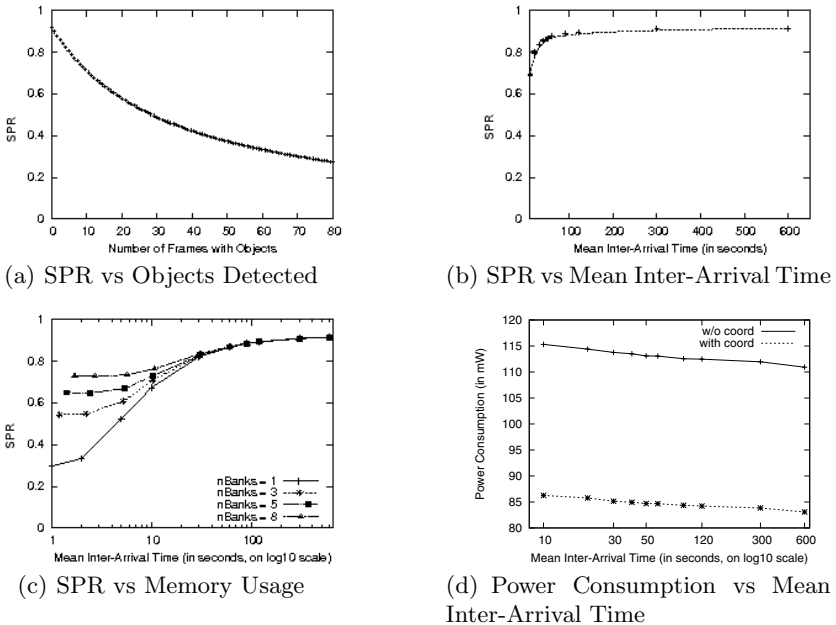 1
0.8
0.6
0.4
0.2
0
SPR
0 10 20 30 40 50 60 70 80
Number of Frames with Objects
(a) SPR vs Objects Detected
1
0.8
0.6
0.4
0.2
0
SPR
100 200 300 400 500 600
Mean Inter-Arrival Time (in seconds)
(b) SPR vs Mean Inter-Arrival Time
1
0.8
0.6
0.4
0.2
0
SPR
nBanks = 1
nBanks = 3
nBanks = 5
nBanks = 8
1 10 100
Mean Inter-Arrival Time (in seconds, on log10 scale)
(c) SPR vs Memory Usage
120
115
110
105
100
95
90
85
80
Power Consumption (in mW)
w/o coord
with coord
10 30 50 120 300 600
Mean Inter-Arrival Time (in seconds, on log10 scale)
(d) Power Consumption vs Mean
Inter-Arrival Time